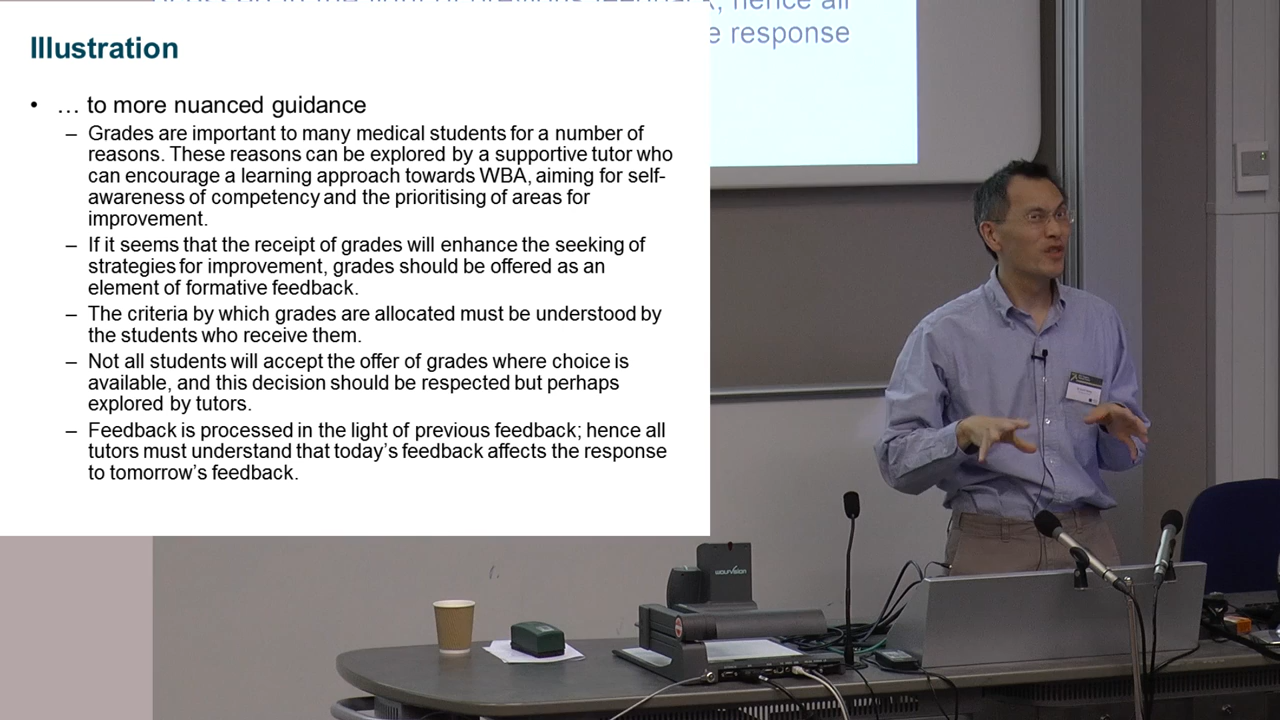 Illustration
• … to more nuanced guidance
– Grades are important to many medical students for a number of
reasons. These reasons can be explored by a supportive tutor who
can encourage a learning approach towards WBA, aiming for self-
awareness of competency and the prioritising of areas for
improvement.
– If it seems that the receipt of grades will enhance the seeking of
strategies for improvement, grades should be offered as an
element of formative feedback.
– The criteria by which grades are allocated must be understood by
the students who receive them.
– Not all students will accept the offer of grades where choice is
available, and this decision should be respected but perhaps
explored by tutors.
– Feedback is processed in the light of previous feedback; hence all
tutors must understand that today's feedback affects the response
to tomorrow's feedback.
hence all
e response
WOLFVISION